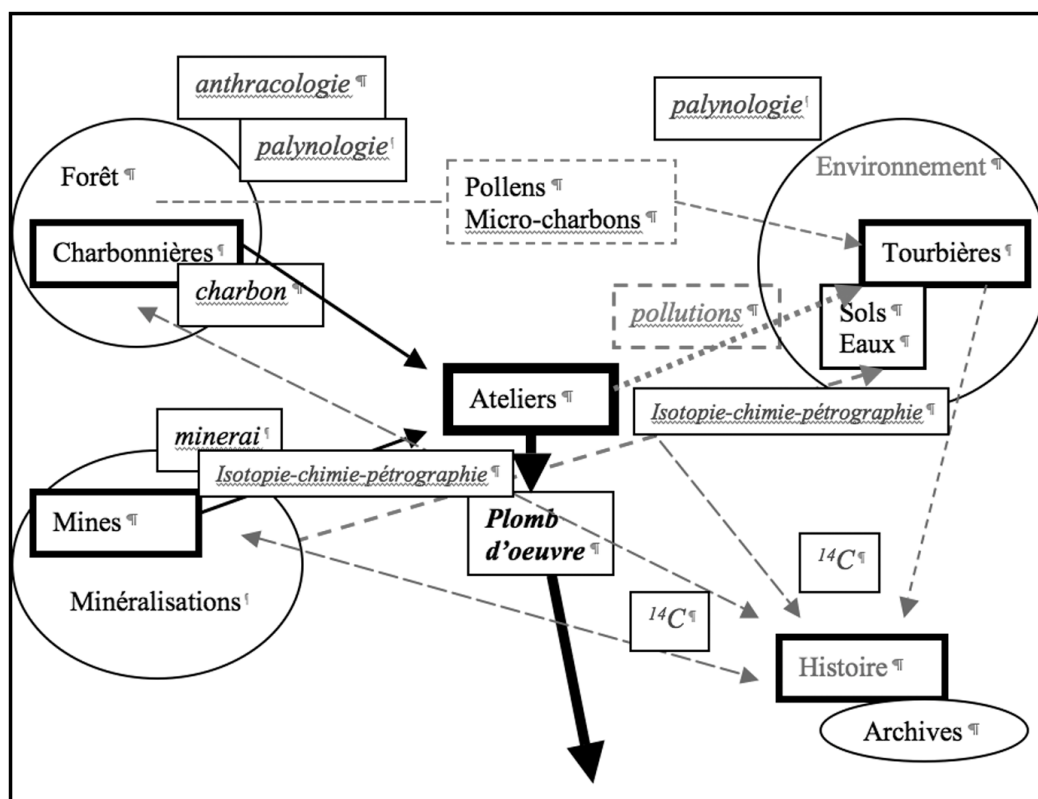 anthracologie
palynologie
palynologie
Forêt
Environnement
Pollens
Micro-charbons
Charbonnières
Tourbières
charbon
pollutions
Sols
Eaux
Ateliers
Isotopie-chimie-pétrographie
minerai
Isotopie-chimie-pétrographie
Mines
Plomb
d’oeuvre
14C
Minéralisations
14C
Histoire
Archives